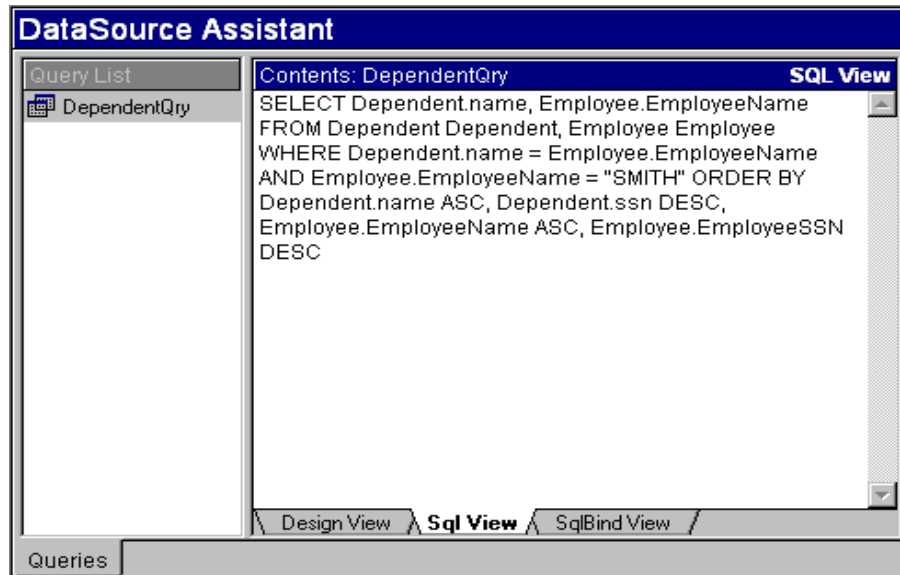 DataSource Assistant
Query List
DependentQry
Contents: DependentQry SQL View
SELECT Dependent.name, Employee.EmployeeName
FROM Dependent Dependent, Employee Employee
WHERE Dependent.name = Employee.EmployeeName
AND Employee.EmployeeName = "SMITH" ORDER BY
Dependent.name ASC, Dependent.ssn DESC,
Employee.EmployeeName ASC, Employee.EmployeeSSN
DESC
Design View Sql View SqlBind View
Queries